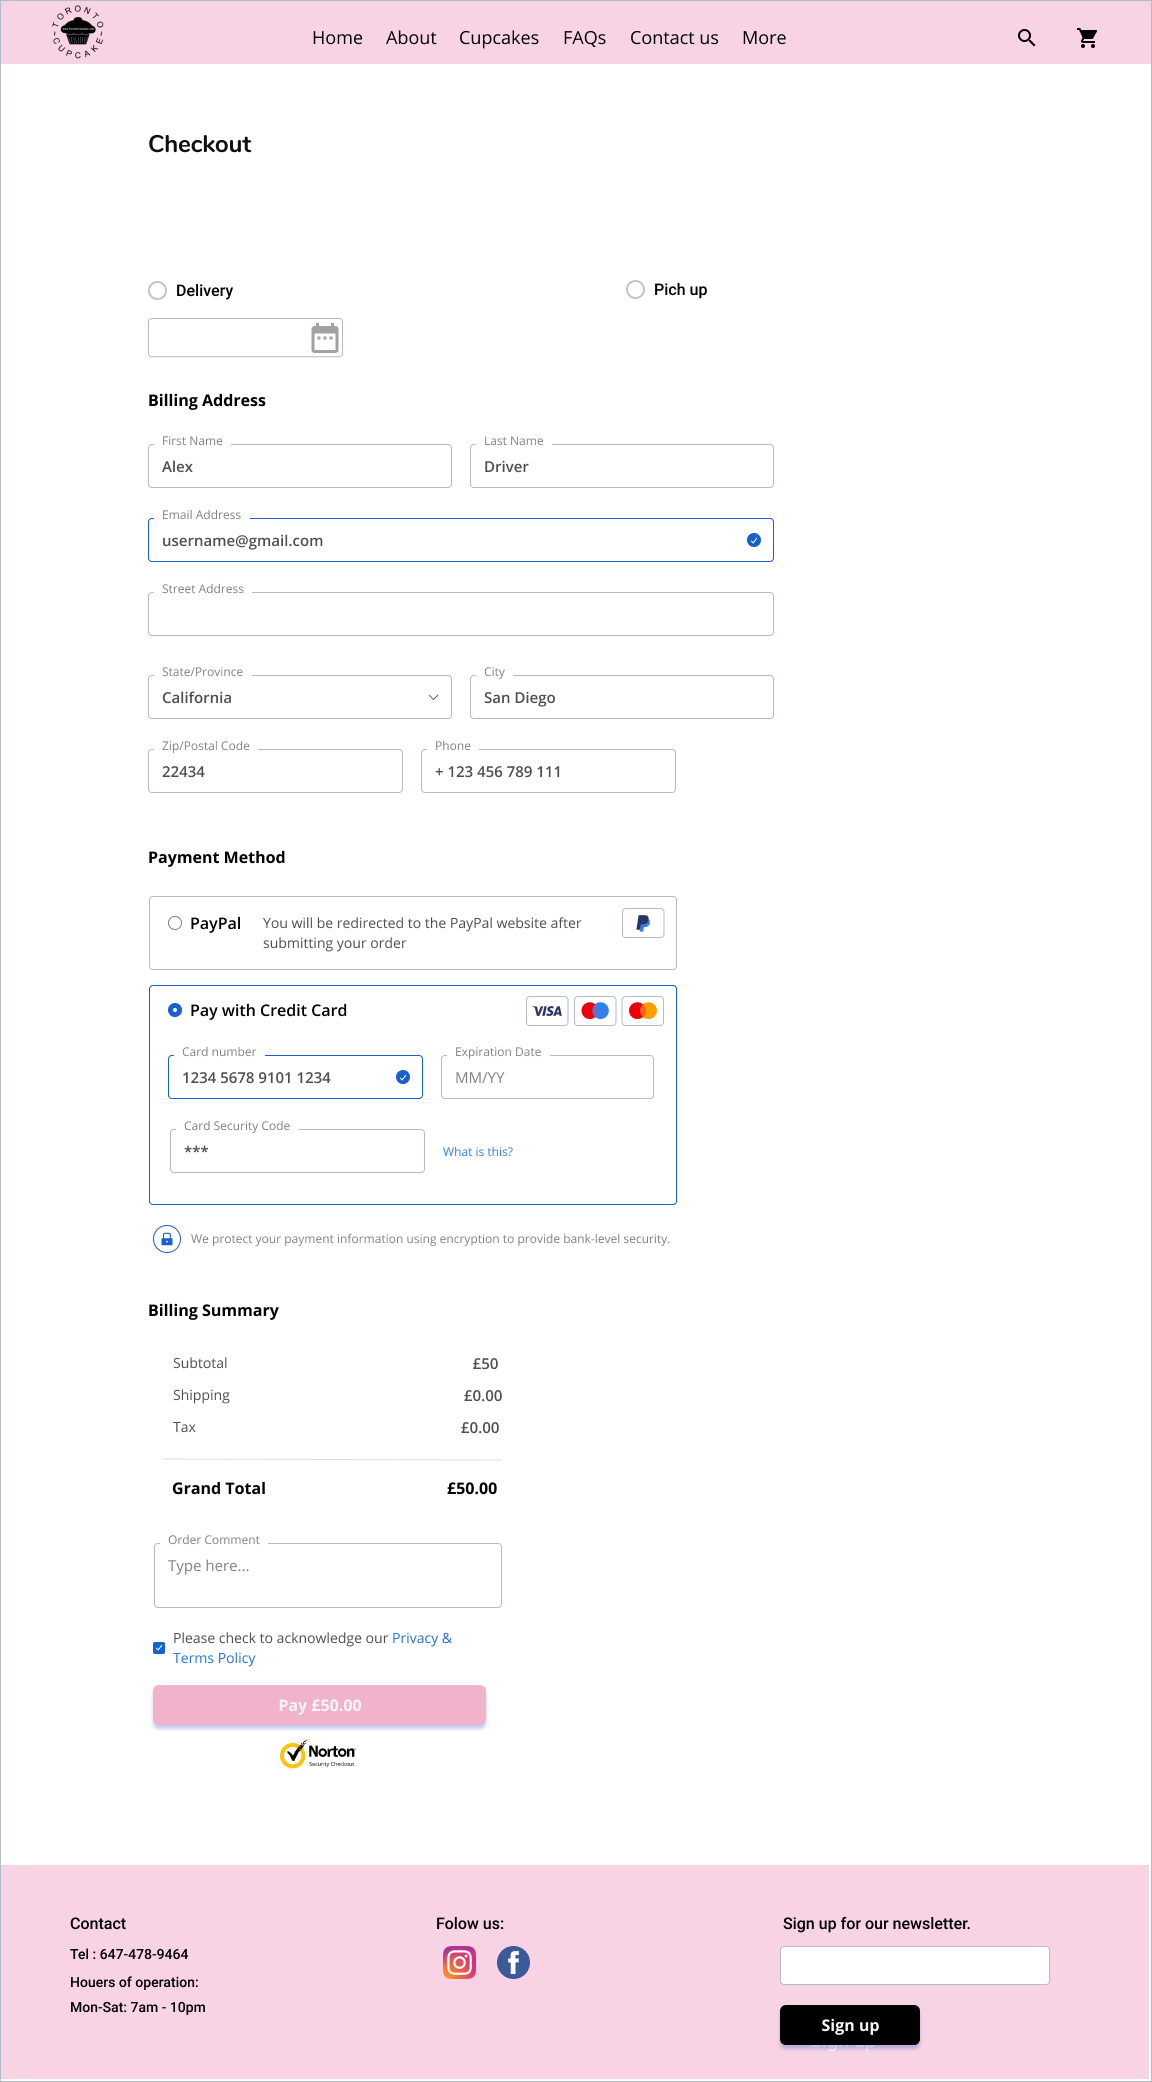 TORONTO
CUPCAKE
Home About Cupcakes FAQs Contact us More
Checkout
Delivery
Pich up
Billing Address
First Name
Alex
Last Name
Driver
Email Address
username@gmail.com
Street Address
State/Province
California
City
San Diego
Zip/Postal Code
22434
Phone
+ 123 456 789 111
Payment Method
PayPal
You will be redirected to the PayPal website after
submitting your order
Pay with Credit Card
VISA
Card number
1234 5678 9101 1234
Expiration Date
MM/YY
Card Security Code
***
What is this?
We protect your payment information using encryption to provide bank-level security.
Billing Summary
Subtotal £50
Shipping £0.00
Tax £0.00
Grand Total £50.00
Order Comment
Type here...
Please check to acknowledge our Privacy &
Terms Policy
Pay £50.00
Norton
Security Checkout
Contact
Tel : 647-478-9464
Houers of operation:
Mon-Sat: 7am - 10pm
Folow us:
Sign up for our newsletter.
Sign up
Sign up